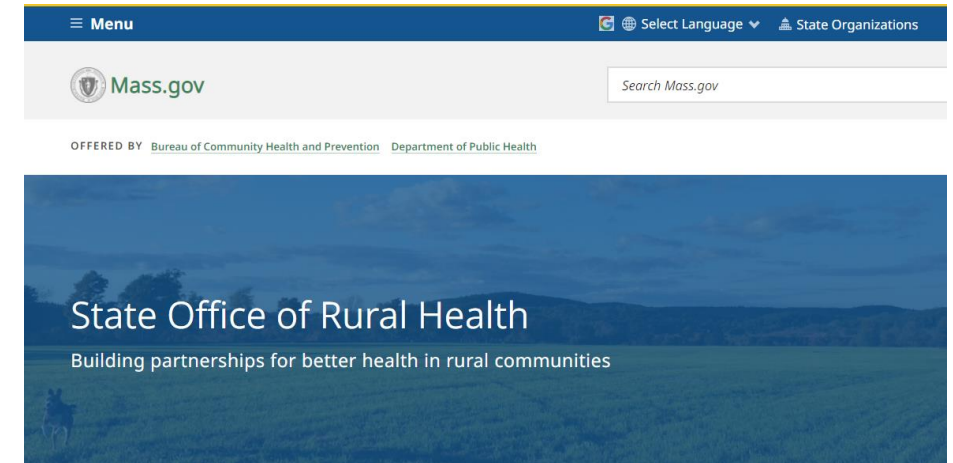 Menu
Select Language
State Organizations
Mass.gov
Search Mass.gov
OFFERED BY Bureau of Community Health and Prevention Department of Public Health
State Office of Rural Health
Building partnerships for better health in rural communities